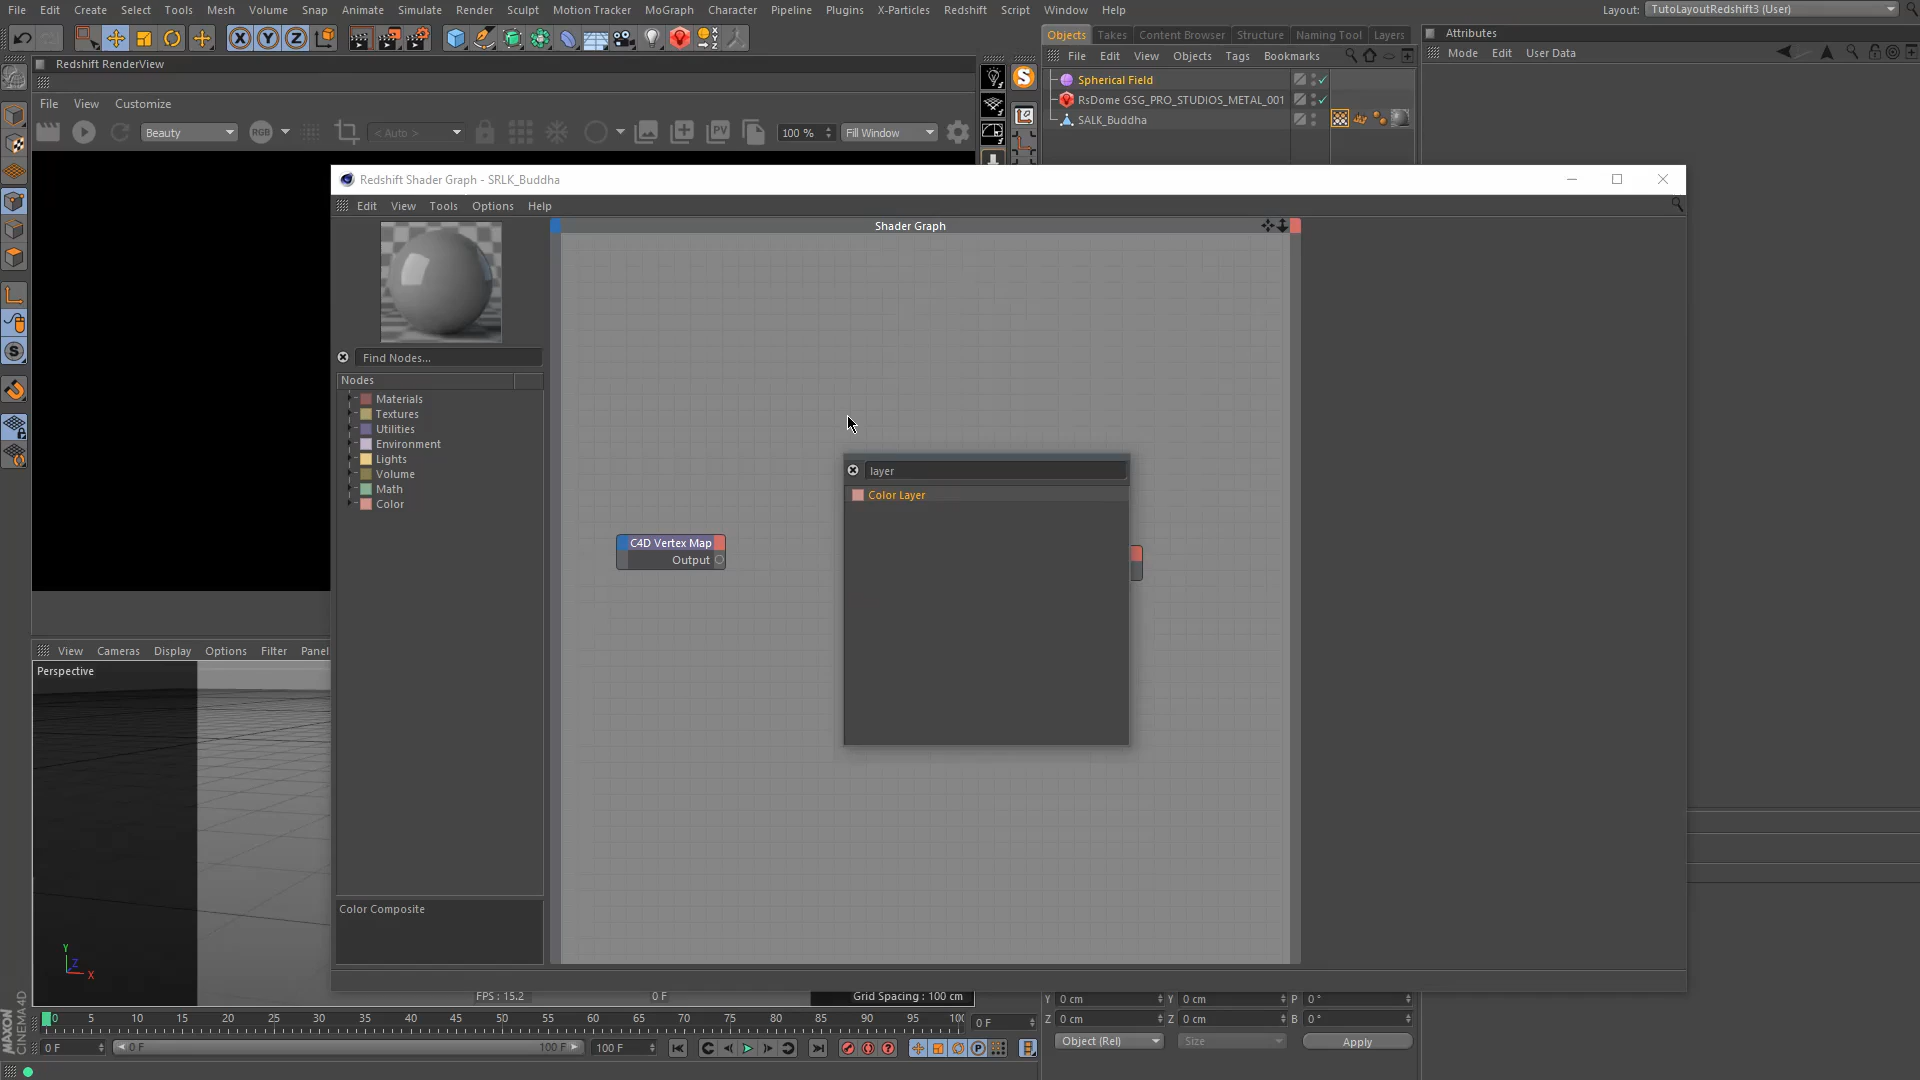 File Edit Create Select Tools Mesh Volume Snap Animate Simulate Render Sculpt Motion Tracker MoGraph Character Pipeline Plugins X-Particles Redshift Script Window Help Layout: TutoLayoutRedshift3 (User)
Redshift RenderView
File View Customize
Beauty RGB < Auto > PV 100 % Fill Window
Objects Takes Content Browser Structure Naming Tool Layers
File Edit View Objects Tags Bookmarks
Spherical Field
RsDome GSG_PRO_STUDIOS_METAL_001
SALK_Buddha
Attributes
Mode Edit User Data
Redshift Shader Graph - SRLK_Buddha
Edit View Tools Options Help
Shader Graph
Find Nodes...
Nodes
Materials
Textures
Utilities
Environment
Lights
Volume
Math
Color
Color Composite
C4D Vertex Map
Output
layer
Color Layer
View Cameras Display Options Filter Panel
Perspective
Y
Z
X
FPS : 15.2 0 F Grid Spacing : 100 cm
0 5 10 15 20 25 30 35 40 45 50 55 60 65 70 75 80 85 90 95 0 F
0 F 0 F 100 F 100 F
Y 0 cm Y 0 cm P 0 °
Z 0 cm Z 0 cm B 0 °
Object (Rel) Size Apply
MAXON
CINEMA 4D